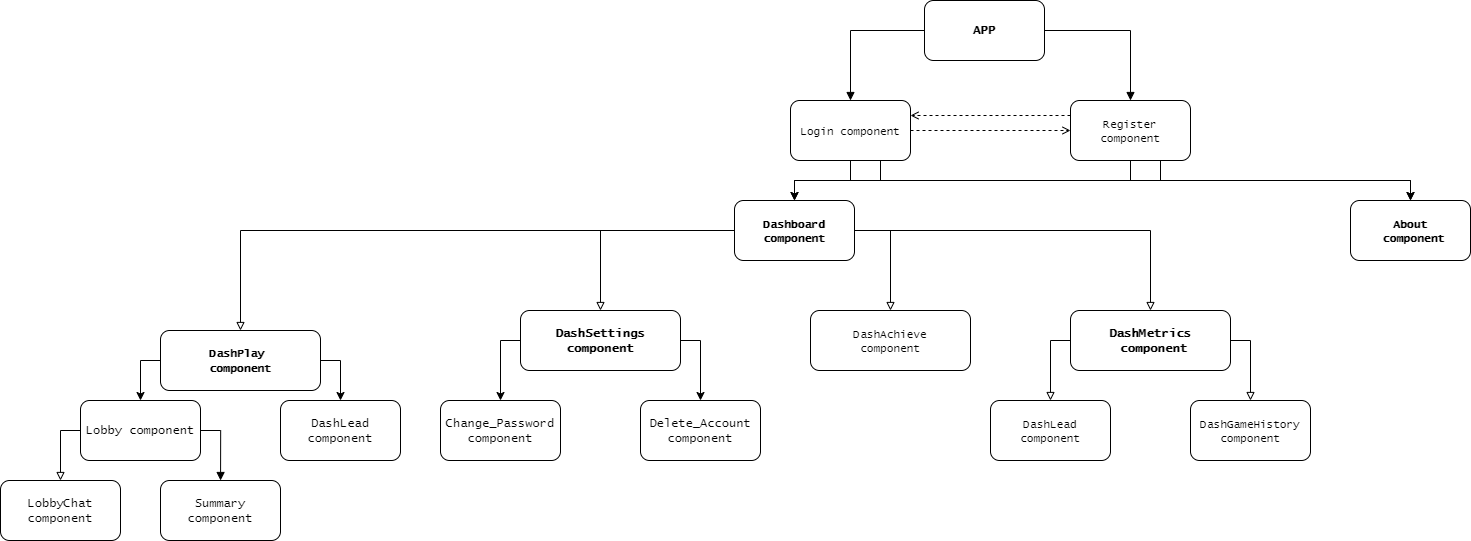 APP
Login component
Register
component
Dashboard
component
About
component
DashPlay
component
DashSettings
component
DashAchieve
component
DashMetrics
component
Lobby component
DashLead
component
Change_Password
component
Delete_Account
component
DashLead
component
DashGameHistory
component
LobbyChat
component
Summary
component